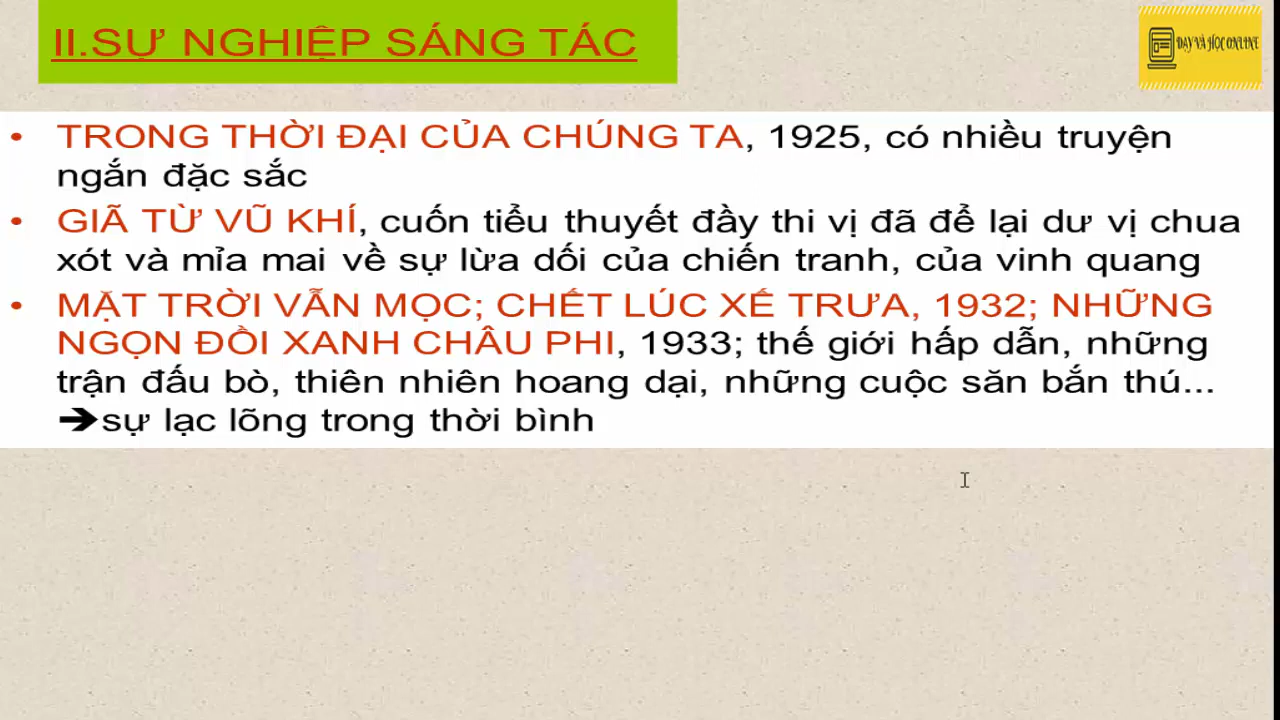 II.SỰ NGHIỆP SÁNG TÁC
DẠY VÀ HỌC ONLINE
• TRONG THỜI ĐẠI CỦA CHÚNG TA, 1925, có nhiều truyện
ngắn đặc sắc
• GIÃ TỪ VŨ KHÍ, cuốn tiểu thuyết đầy thi vị đã để lại dư vị chua
xót và mỉa mai về sự lừa dối của chiến tranh, của vinh quang
• MẶT TRỜI VẪN MỌC; CHẾT LÚC XẾ TRƯA, 1932; NHỮNG
NGỌN ĐỒI XANH CHÂU PHI, 1933; thế giới hấp dẫn, những
trận đấu bò, thiên nhiên hoang dại, những cuộc săn bắn thú...
➔sự lạc lõng trong thời bình